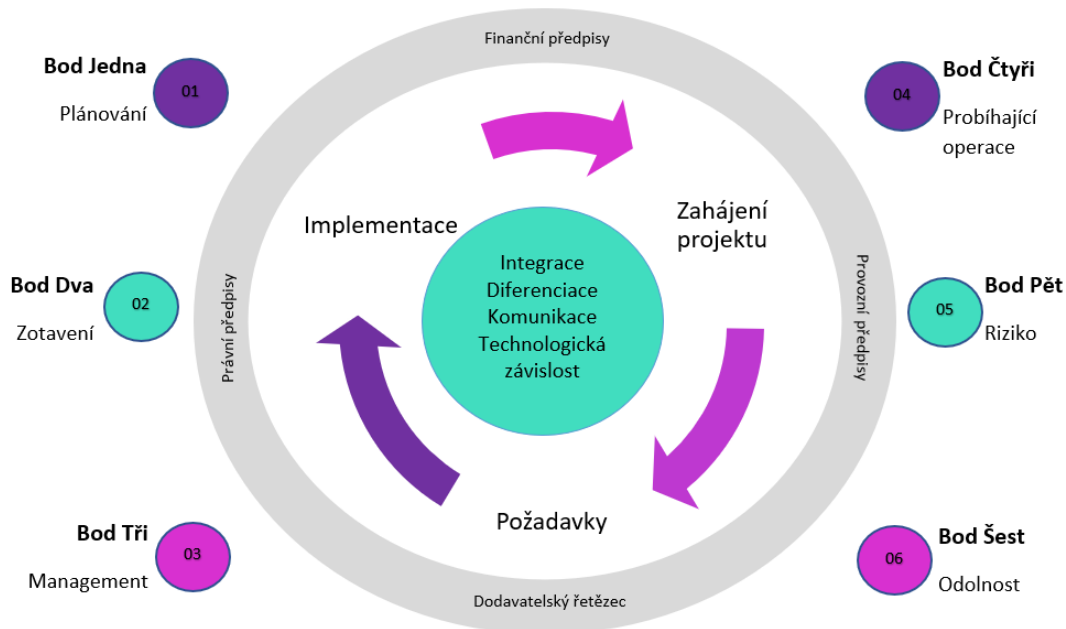 Finanční předpisy
Bod Jedna
01
Plánování
Bod Dva
02
Zotavení
Bod Tři
03
Management
Právní předpisy
Implementace
Zahájení
projektu
Integrace
Diferenciace
Komunikace
Technologická
závislost
Požadavky
Dodavatelský řetězec
Provozní předpisy
Bod Čtyři
04
Probíhající
operace
Bod Pět
05
Riziko
Bod Šest
06
Odolnost